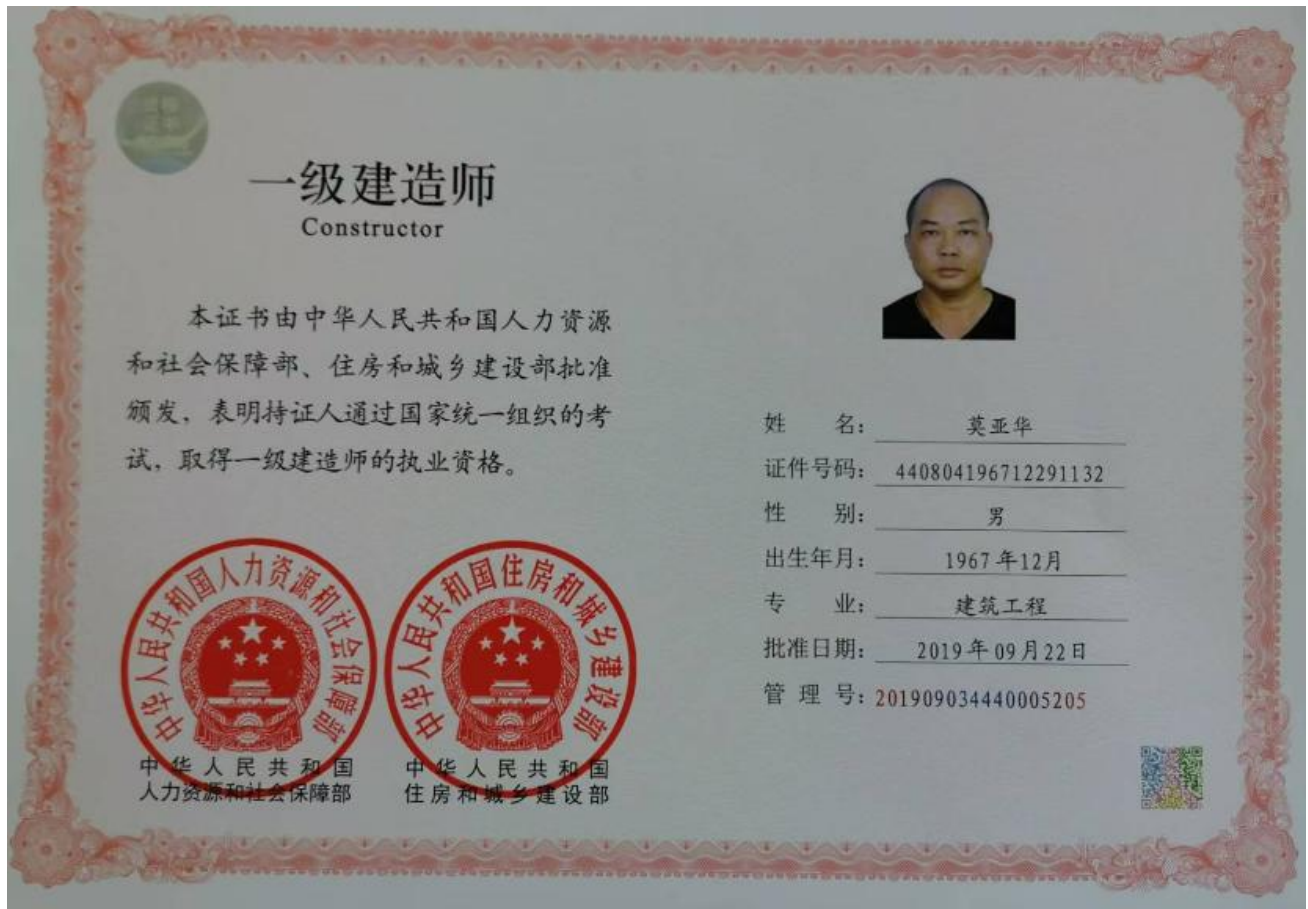 一级建造师
Constructor
本证书由中华人民共和国人力资源
和社会保障部、住房和城乡建设部批准
颁发,表明持证人通过国家统一组织的考
试,取得一级建造师的执业资格。
中华人民共和国人力资源和社会保障部
中华人民共和国住房和城乡建设部
中华人民共和国
人力资源和社会保障部
中华人民共和国
住房和城乡建设部
姓 名:莫亚华
证件号码:440804196712291132
性 别:男
出生年月:1967年12月
专 业:建筑工程
批准日期:2019年09月22日
管 理 号:201909034440005205